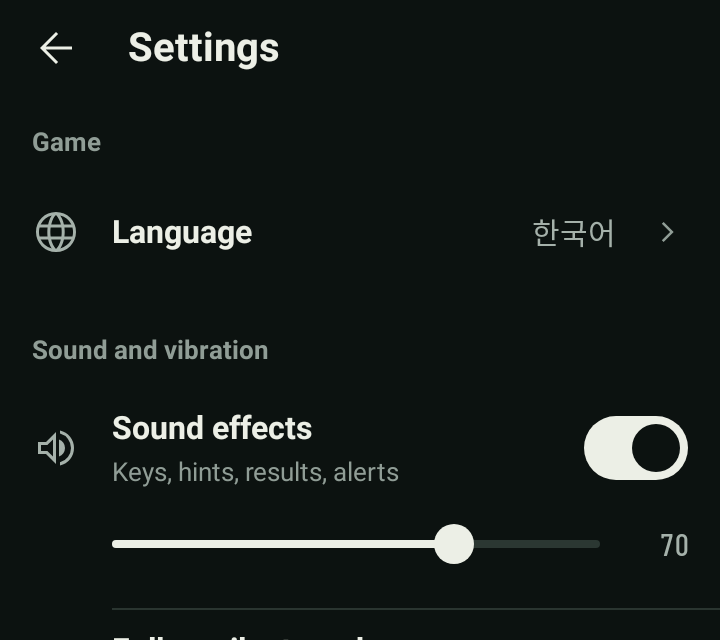 Settings
Game
Language 한국어
Sound and vibration
Sound effects
Keys, hints, results, alerts
70